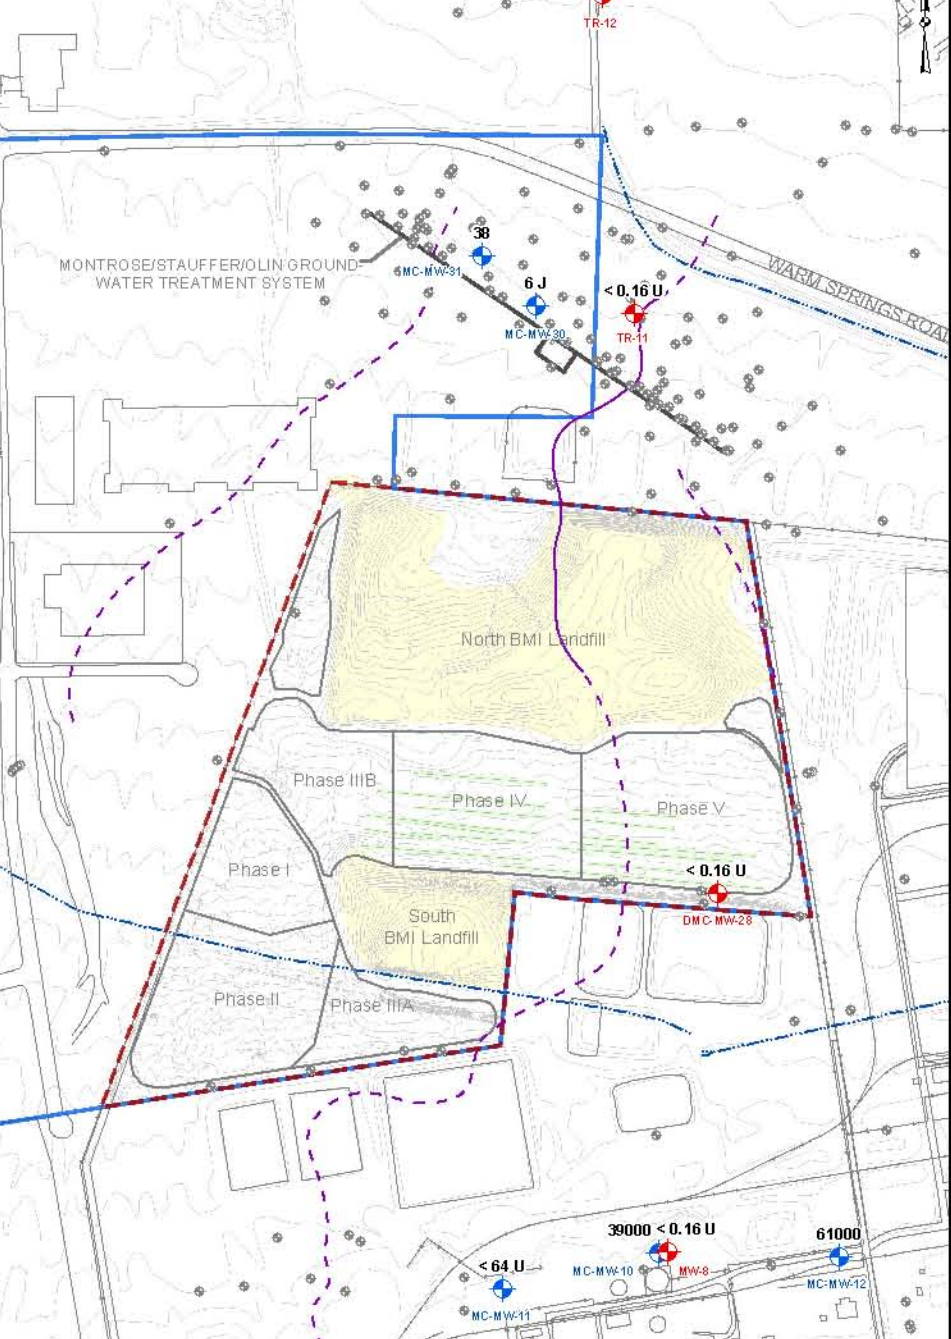 TR-12
38
MONTROSE/STAUFFER/OLIN GROUND-
WATER TREATMENT SYSTEM
MC-MW-31
6 J
MC-MW-30
< 0.16 U
TR-11
WARM SPRINGS ROAD
North BMI Landfill
Phase IIIB
Phase IV
Phase V
Phase I
< 0.16 U
DMC-MW-28
South
BMI Landfill
Phase II
Phase IIIA
39000 < 0.16 U
61000
MC-MW-10
MW-8
MC-MW-12
< 64 U
MC-MW-11